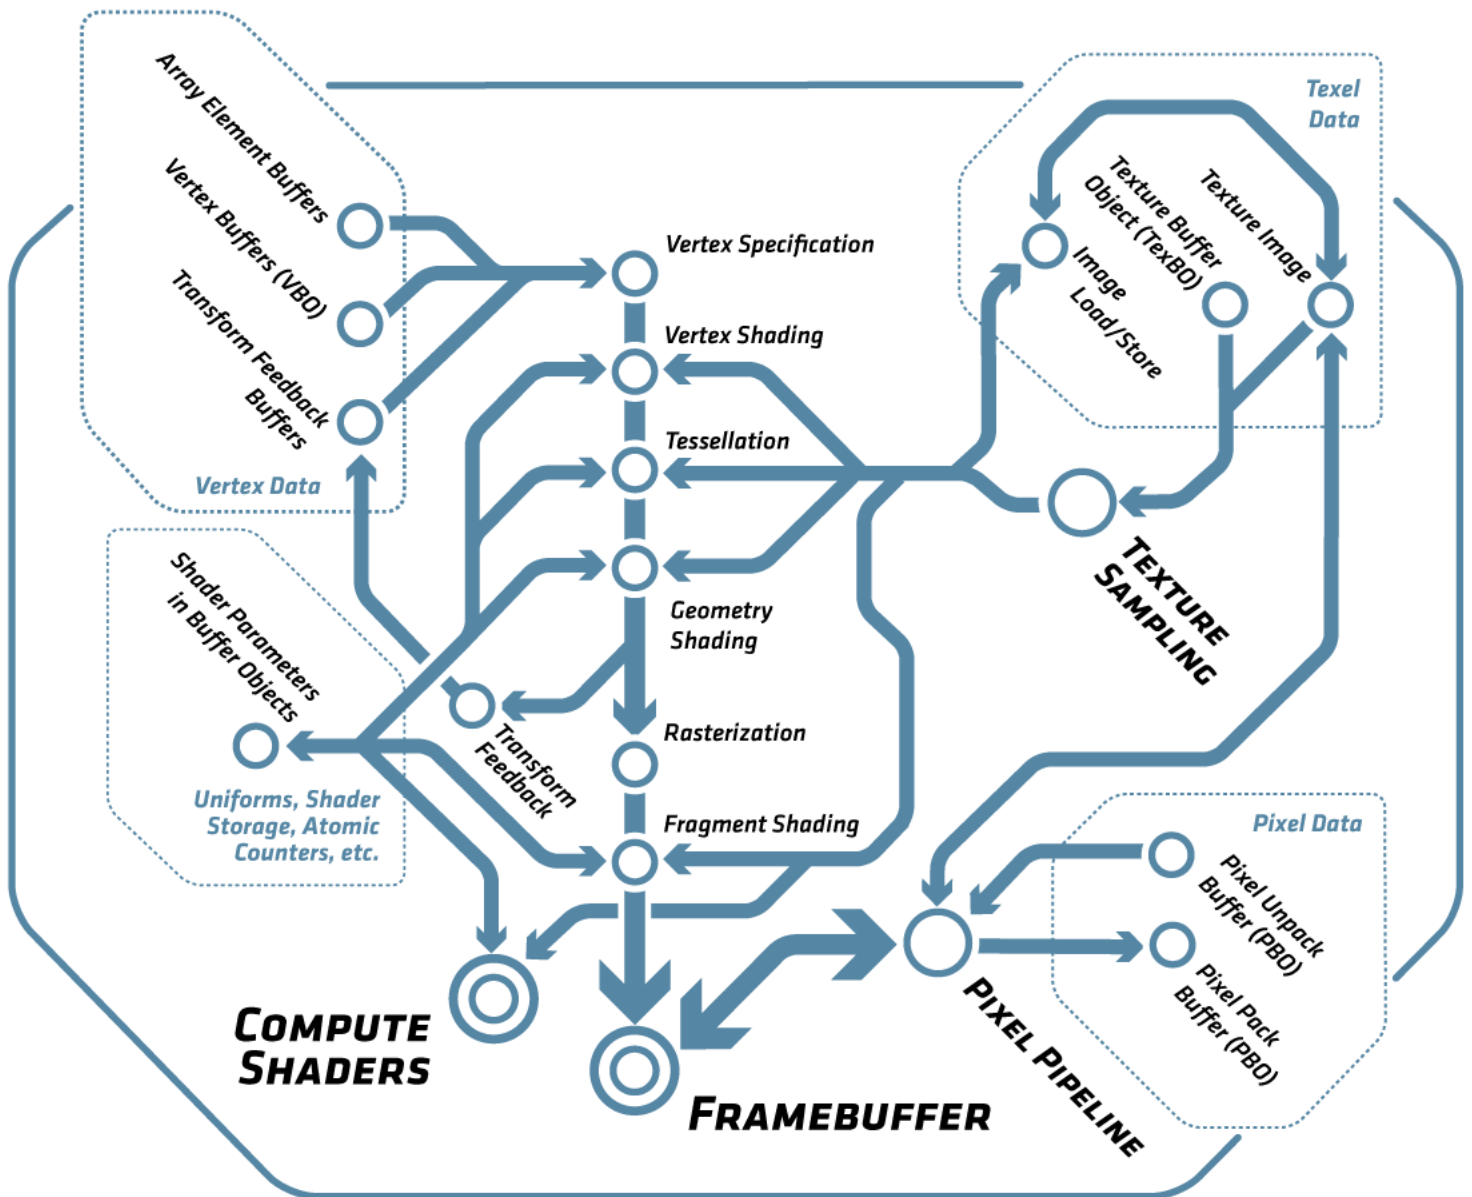 Array Element Buffers
Vertex Buffers (VBO)
Transform Feedback
Buffers
Vertex Data
Shader Parameters
in Buffer Objects
Uniforms, Shader
Storage, Atomic
Counters, etc.
Vertex Specification
Vertex Shading
Tessellation
Geometry
Shading
Transform
Feedback
Rasterization
Fragment Shading
Texel
Data
Texture Image
Texture Buffer
Object (TexBO)
Image
Load/Store
TEXTURE
SAMPLING
Pixel Data
Pixel Unpack
Buffer (PBO)
Pixel Pack
Buffer (PBO)
PIXEL PIPELINE
COMPUTE
SHADERS
FRAMEBUFFER